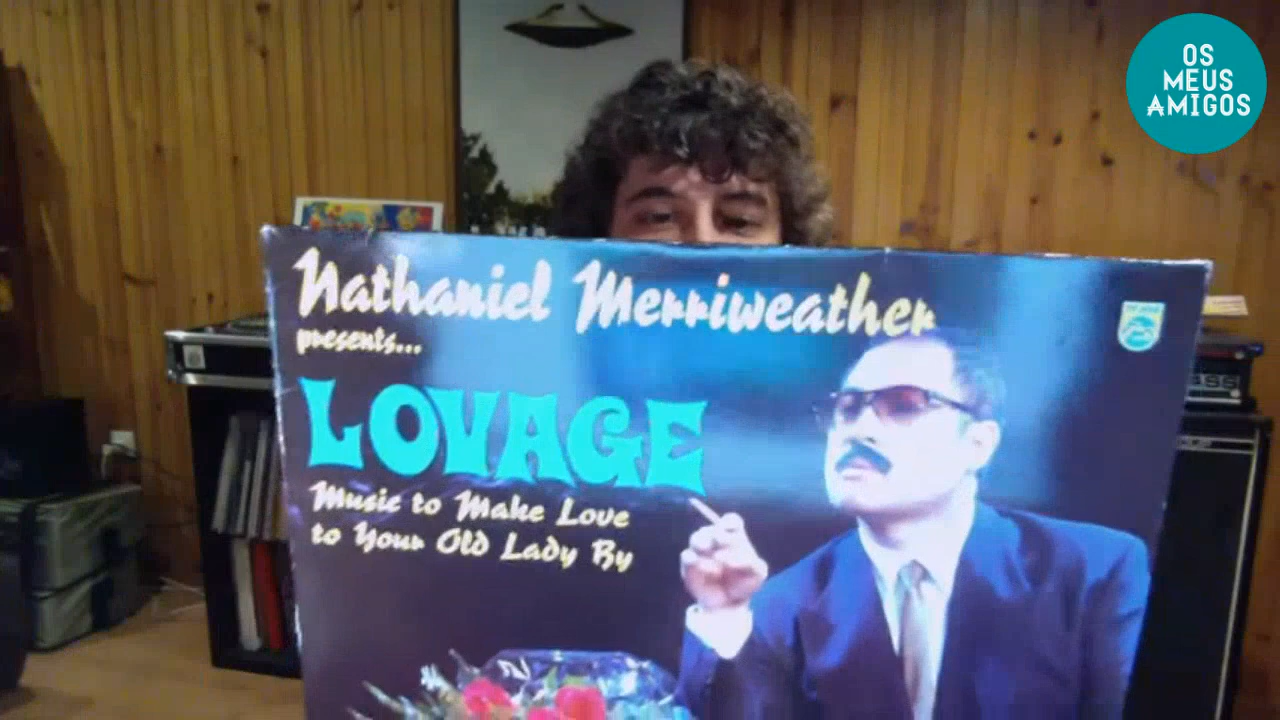 OS
MEUS
AMIGOS
Nathaniel Merriweather
presents...
LOVAGE
Music to Make Love
to Your Old Lady By